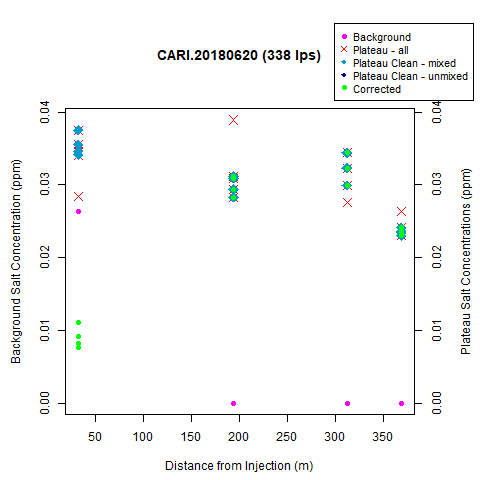 CARI.20180620 (338 lps)
Background
Plateau - all
Plateau Clean - mixed
Plateau Clean - unmixed
Corrected
Background Salt Concentration (ppm)
0.00 0.01 0.02 0.03 0.04
Plateau Salt Concentrations (ppm)
0.00 0.01 0.02 0.03 0.04
50 100 150 200 250 300 350
Distance from Injection (m)